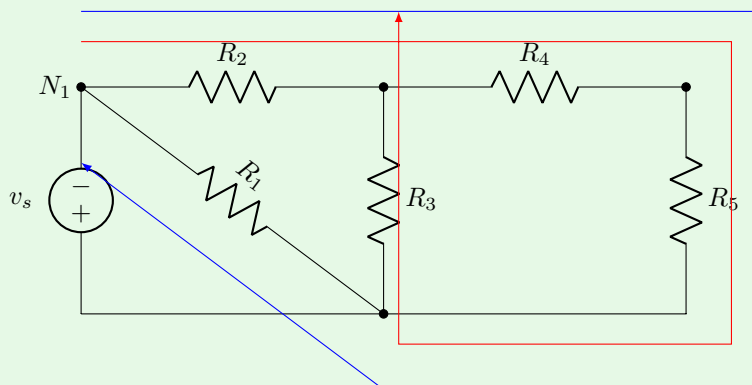 R₂
R₄
N₁
R₁
vₛ
−
+
R₃
R₅